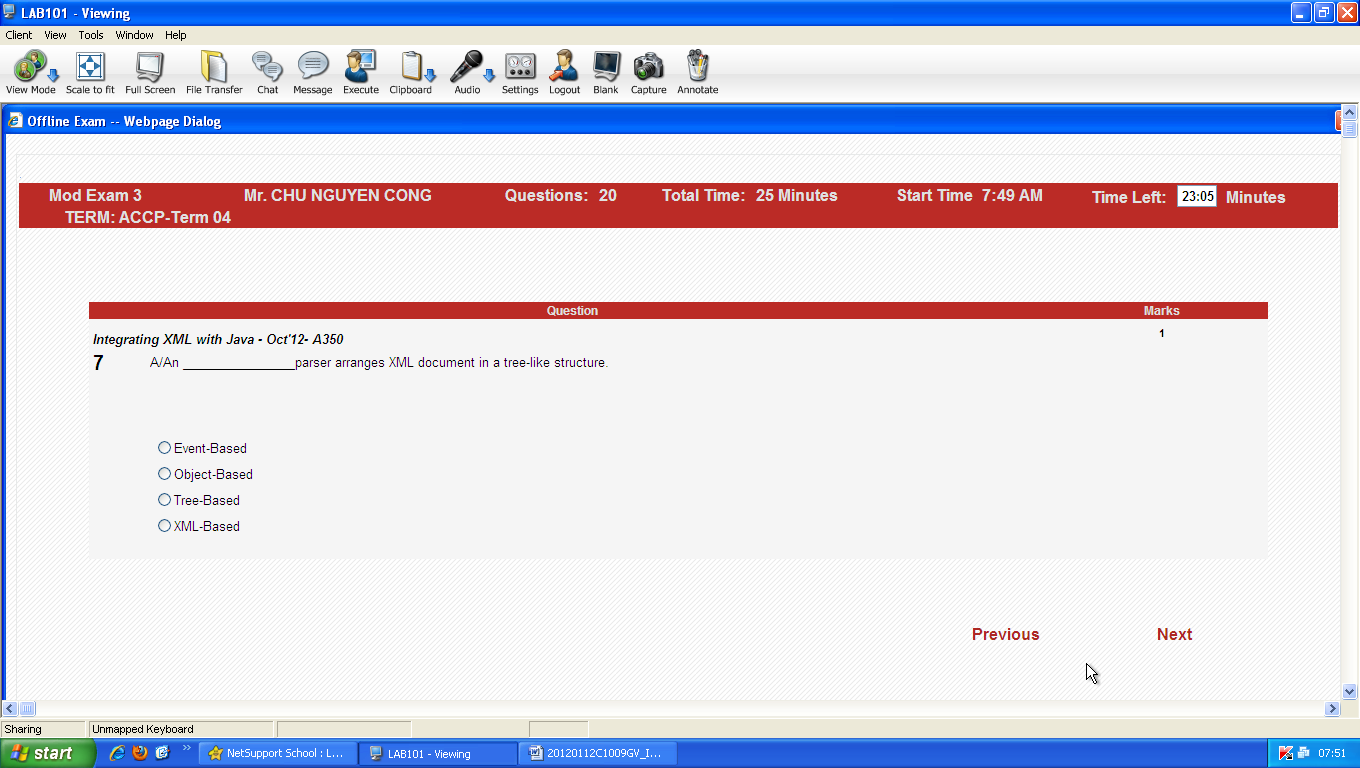 LAB101 - Viewing
Client View Tools Window Help
View Mode Scale to fit Full Screen File Transfer Chat Message Execute Clipboard Audio Settings Logout Blank Capture Annotate
Offline Exam -- Webpage Dialog
Mod Exam 3 Mr. CHU NGUYEN CONG Questions: 20 Total Time: 25 Minutes Start Time 7:49 AM Time Left: 23:05 Minutes
TERM: ACCP-Term 04
Question Marks
Integrating XML with Java - Oct'12- A350 1
7 A/An ________________parser arranges XML document in a tree-like structure.
Event-Based
Object-Based
Tree-Based
XML-Based
Previous Next
Sharing Unmapped Keyboard
start NetSupport School : L... LAB101 - Viewing 20120112C1009GV_I... 07:51